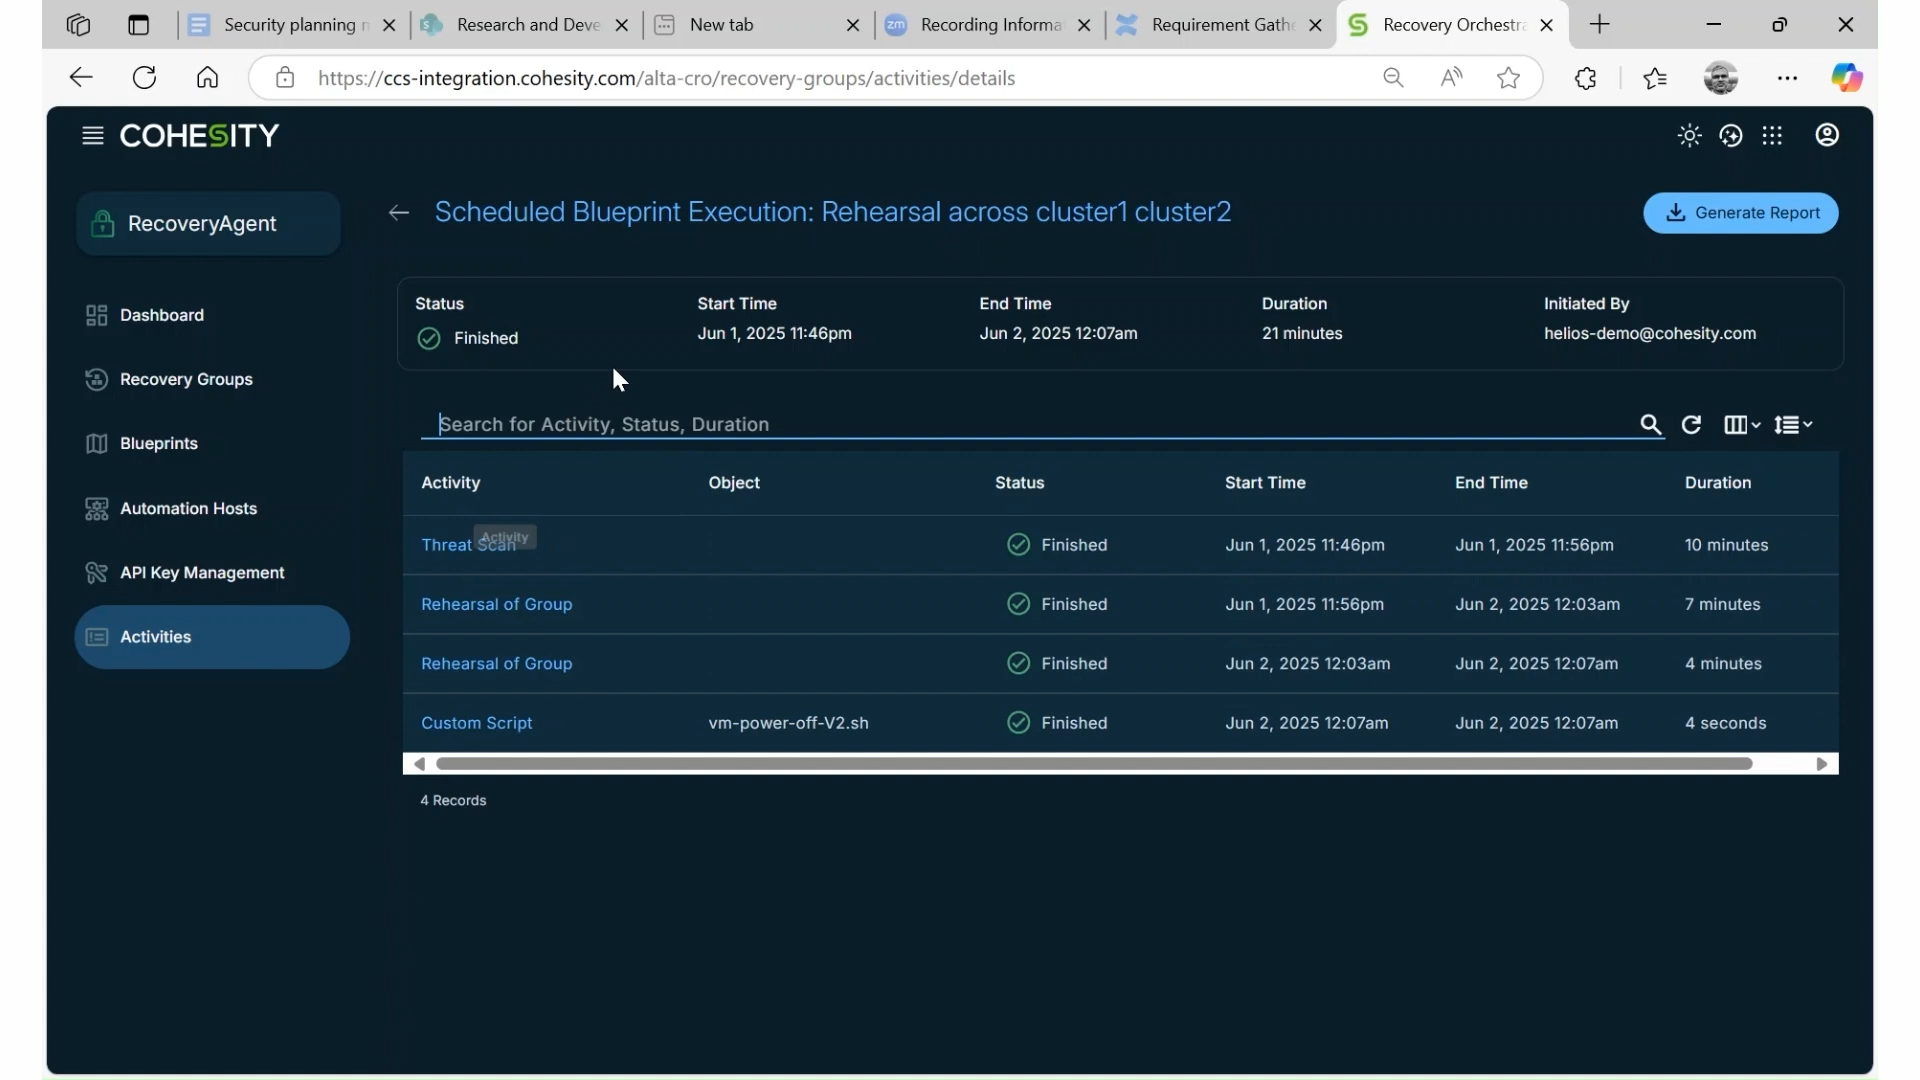 Security planning
Research and Deve
New tab
Recording Informa
Requirement Gathe
Recovery Orchestra
https://ccs-integration.cohesity.com/alta-cro/recovery-groups/activities/details
COHESITY
RecoveryAgent
Dashboard
Recovery Groups
Blueprints
Automation Hosts
API Key Management
Activities
Scheduled Blueprint Execution: Rehearsal across cluster1 cluster2
Generate Report
Status Start Time End Time Duration Initiated By
Finished Jun 1, 2025 11:46pm Jun 2, 2025 12:07am 21 minutes helios-demo@cohesity.com
Search for Activity, Status, Duration
Activity Object Status Start Time End Time Duration
Activity
Threat Scan Finished Jun 1, 2025 11:46pm Jun 1, 2025 11:56pm 10 minutes
Rehearsal of Group Finished Jun 1, 2025 11:56pm Jun 2, 2025 12:03am 7 minutes
Rehearsal of Group Finished Jun 2, 2025 12:03am Jun 2, 2025 12:07am 4 minutes
Custom Script vm-power-off-V2.sh Finished Jun 2, 2025 12:07am Jun 2, 2025 12:07am 4 seconds
4 Records